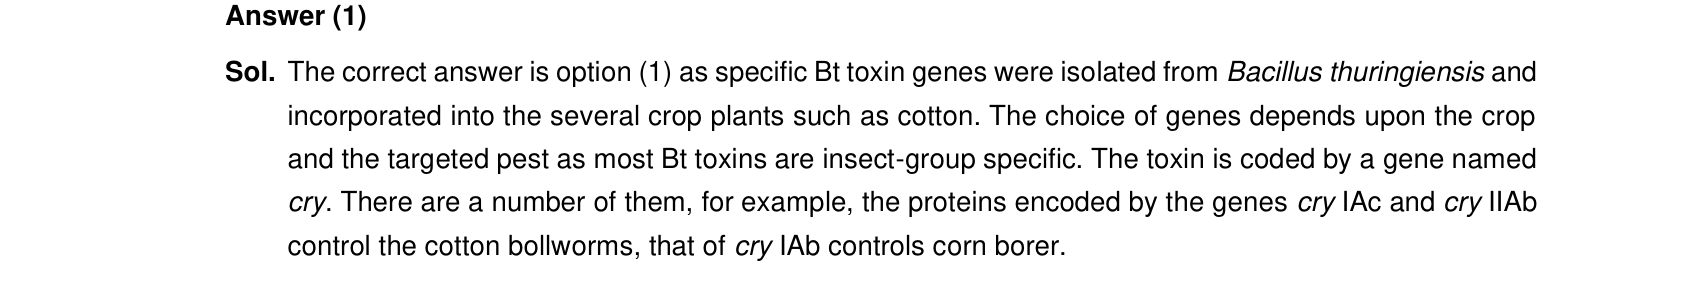 Answer (1)
Sol. The correct answer is option (1) as specific Bt toxin genes were isolated from Bacillus thuringiensis and
incorporated into the several crop plants such as cotton. The choice of genes depends upon the crop
and the targeted pest as most Bt toxins are insect-group specific. The toxin is coded by a gene named
cry. There are a number of them, for example, the proteins encoded by the genes cry IAc and cry IIAb
control the cotton bollworms, that of cry IAb controls corn borer.